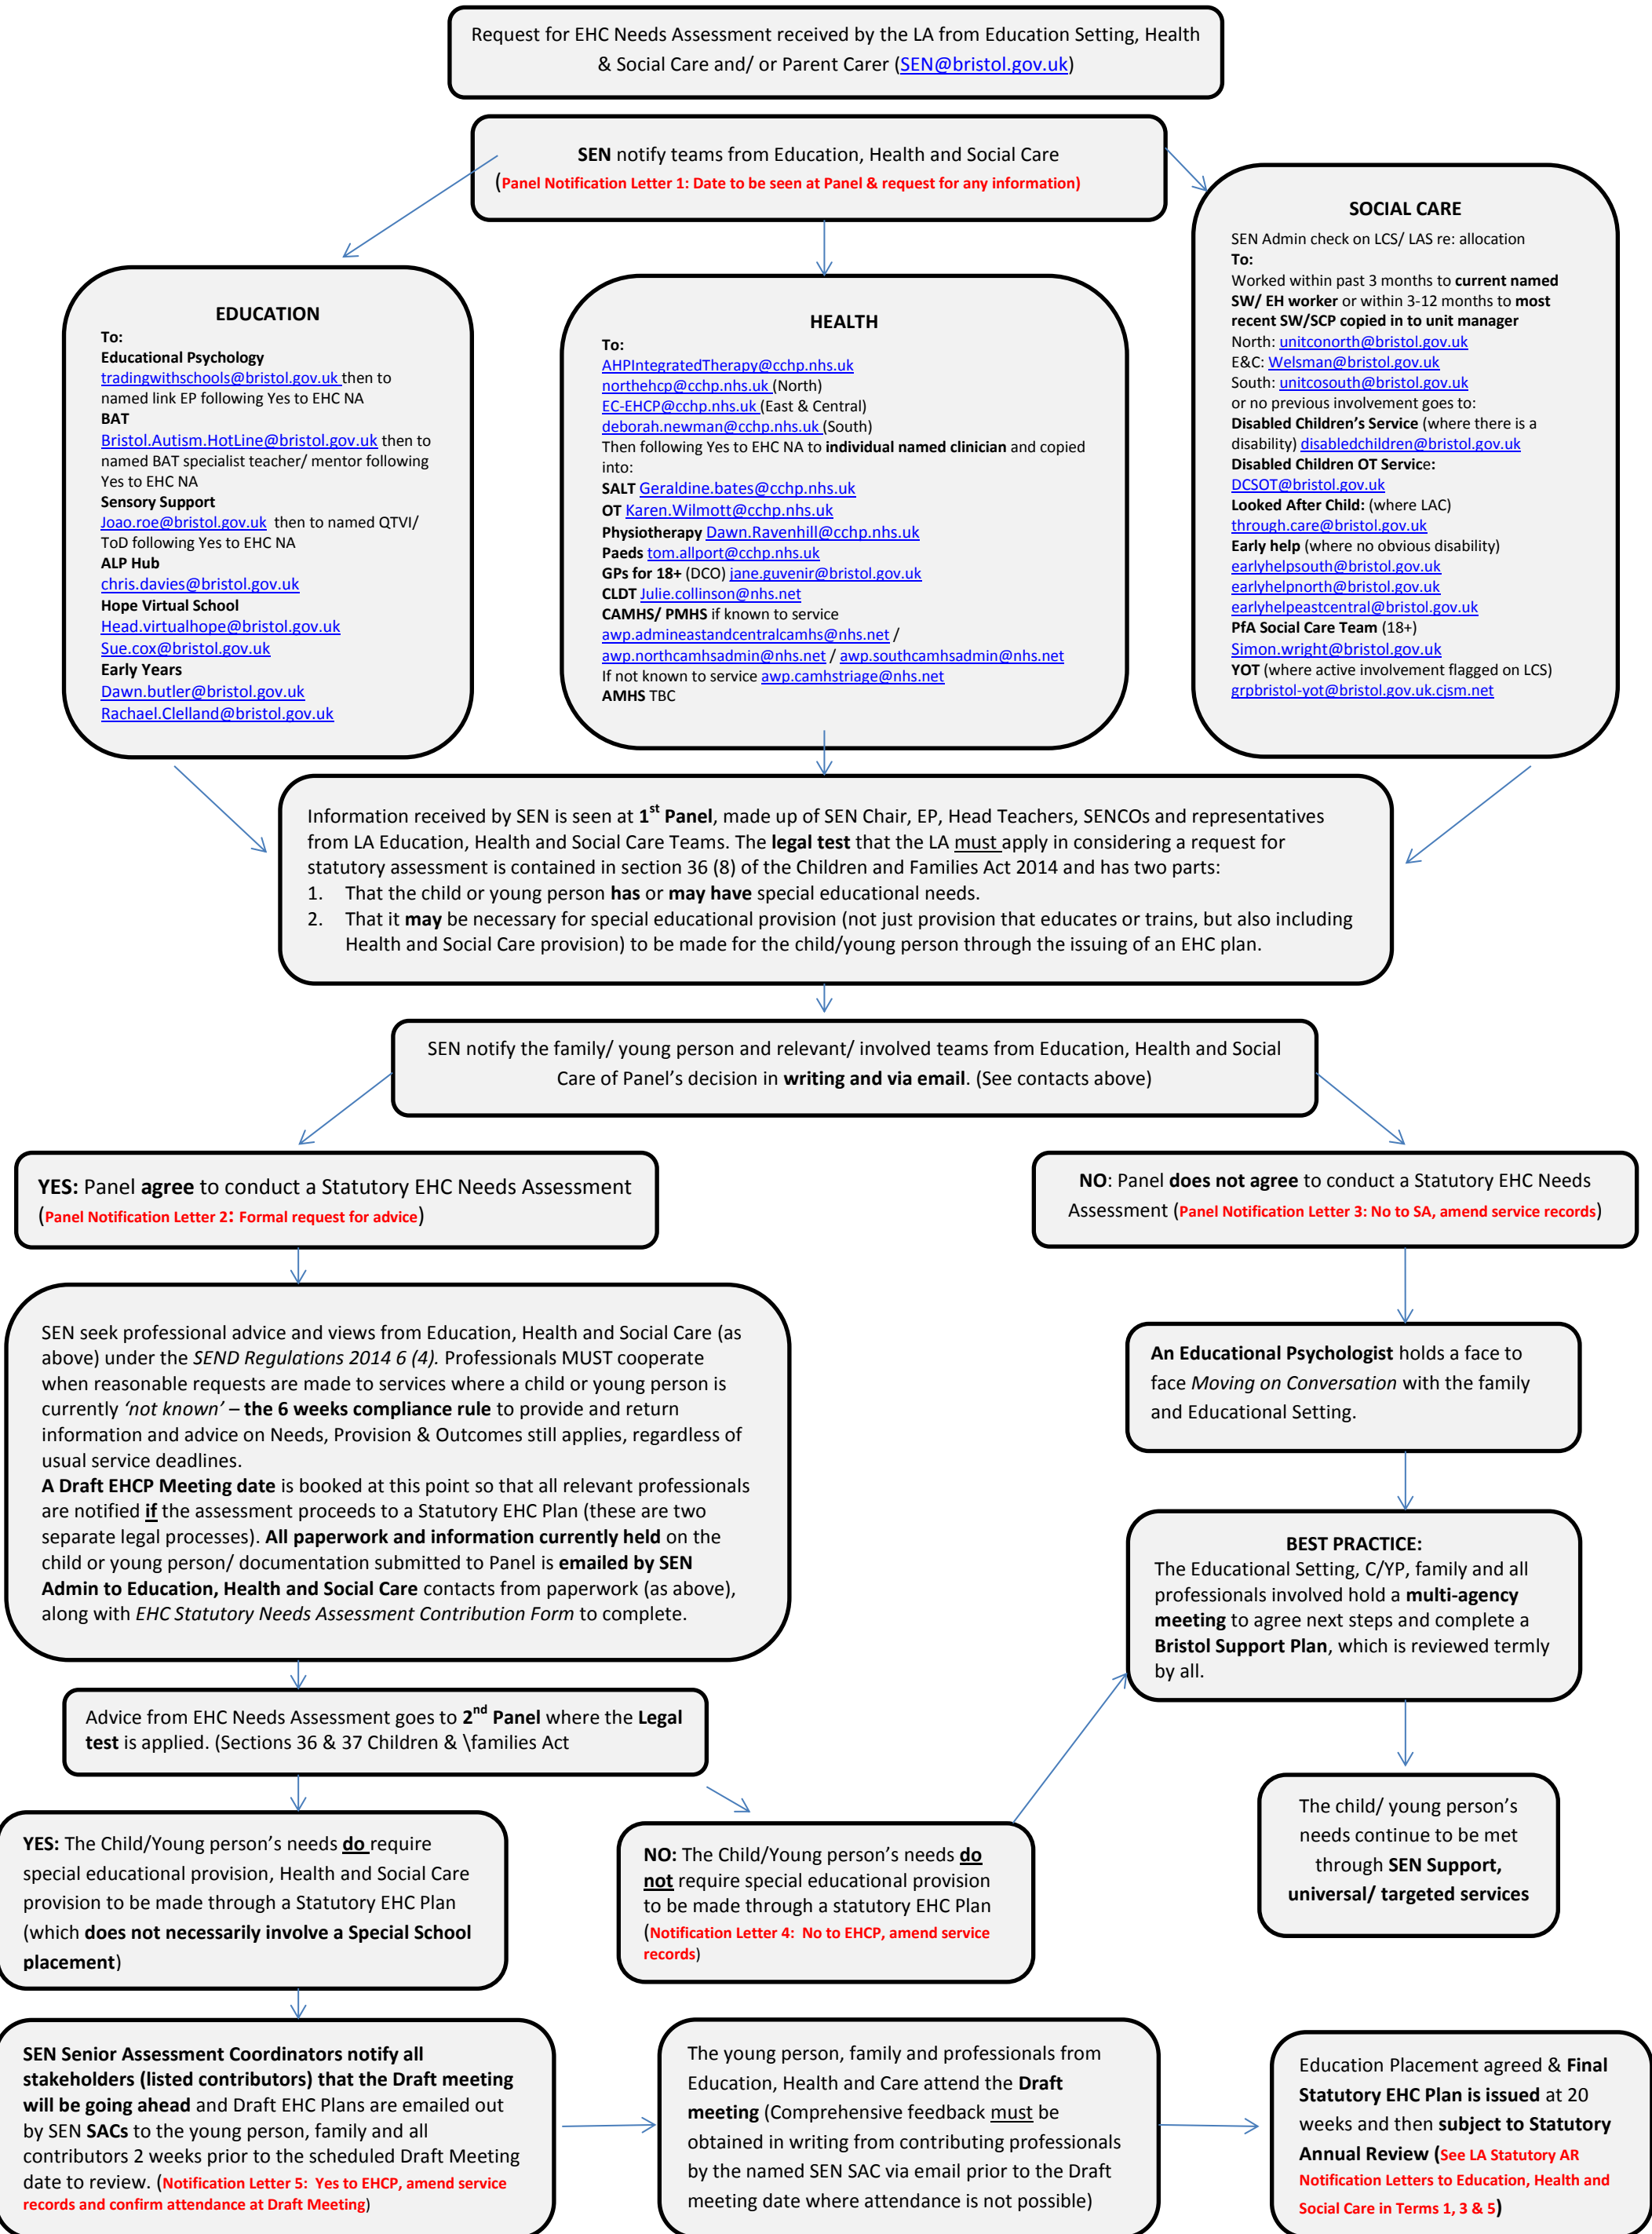 Request for EHC Needs Assessment received by the LA from Education Setting, Health
& Social Care and/ or Parent Carer (SEN@bristol.gov.uk)
SEN notify teams from Education, Health and Social Care
(Panel Notification Letter 1: Date to be seen at Panel & request for any information)
EDUCATION
To:
Educational Psychology
tradingwithschools@bristol.gov.uk then to
named link EP following Yes to EHC NA
BAT
Bristol.Autism.HotLine@bristol.gov.uk then to
named BAT specialist teacher/ mentor following
Yes to EHC NA
Sensory Support
Joao.roe@bristol.gov.uk then to named QTVI/
ToD following Yes to EHC NA
ALP Hub
chris.davies@bristol.gov.uk
Hope Virtual School
Head.virtualhope@bristol.gov.uk
Sue.cox@bristol.gov.uk
Early Years
Dawn.butler@bristol.gov.uk
Rachael.Clelland@bristol.gov.uk
HEALTH
To:
AHPIntegratedTherapy@cchp.nhs.uk
northehcp@cchp.nhs.uk (North)
EC-EHCP@cchp.nhs.uk (East & Central)
deborah.newman@cchp.nhs.uk (South)
Then following Yes to EHC NA to individual named clinician and copied
into:
SALT Geraldine.bates@cchp.nhs.uk
OT Karen.Wilmott@cchp.nhs.uk
Physiotherapy Dawn.Ravenhill@cchp.nhs.uk
Paeds tom.allport@cchp.nhs.uk
GPs for 18+ (DCO) jane.guvenir@bristol.gov.uk
CLDT Julie.collinson@nhs.net
CAMHS/ PMHS if known to service
awp.admineastandcentralcamhs@nhs.net /
awp.northcamhsadmin@nhs.net / awp.southcamhsadmin@nhs.net
If not known to service awp.camhstriage@nhs.net
AMHS TBC
SOCIAL CARE
SEN Admin check on LCS/ LAS re: allocation
To:
Worked within past 3 months to current named
SW/ EH worker or within 3-12 months to most
recent SW/SCP copied in to unit manager
North: unitconorth@bristol.gov.uk
E&C: Welsman@bristol.gov.uk
South: unitcosouth@bristol.gov.uk
or no previous involvement goes to:
Disabled Children's Service (where there is a
disability) disabledchildren@bristol.gov.uk
Disabled Children OT Service:
DCSOT@bristol.gov.uk
Looked After Child: (where LAC)
through.care@bristol.gov.uk
Early help (where no obvious disability)
earlyhelpsouth@bristol.gov.uk
earlyhelpnorth@bristol.gov.uk
earlyhelpeastcentral@bristol.gov.uk
PfA Social Care Team (18+)
Simon.wright@bristol.gov.uk
YOT (where active involvement flagged on LCS)
grpbristol-yot@bristol.gov.uk.cjsm.net
Information received by SEN is seen at 1st Panel, made up of SEN Chair, EP, Head Teachers, SENCOs and representatives
from LA Education, Health and Social Care Teams. The legal test that the LA must apply in considering a request for
statutory assessment is contained in section 36 (8) of the Children and Families Act 2014 and has two parts:
1. That the child or young person has or may have special educational needs.
2. That it may be necessary for special educational provision (not just provision that educates or trains, but also including
Health and Social Care provision) to be made for the child/young person through the issuing of an EHC plan.
SEN notify the family/ young person and relevant/ involved teams from Education, Health and Social
Care of Panel's decision in writing and via email. (See contacts above)
YES: Panel agree to conduct a Statutory EHC Needs Assessment
(Panel Notification Letter 2: Formal request for advice)
NO: Panel does not agree to conduct a Statutory EHC Needs
Assessment (Panel Notification Letter 3: No to SA, amend service records)
SEN seek professional advice and views from Education, Health and Social Care (as
above) under the SEND Regulations 2014 6 (4). Professionals MUST cooperate
when reasonable requests are made to services where a child or young person is
currently 'not known' – the 6 weeks compliance rule to provide and return
information and advice on Needs, Provision & Outcomes still applies, regardless of
usual service deadlines.
A Draft EHCP Meeting date is booked at this point so that all relevant professionals
are notified if the assessment proceeds to a Statutory EHC Plan (these are two
separate legal processes). All paperwork and information currently held on the
child or young person/ documentation submitted to Panel is emailed by SEN
Admin to Education, Health and Social Care contacts from paperwork (as above),
along with EHC Statutory Needs Assessment Contribution Form to complete.
An Educational Psychologist holds a face to
face Moving on Conversation with the family
and Educational Setting.
BEST PRACTICE:
The Educational Setting, C/YP, family and all
professionals involved hold a multi-agency
meeting to agree next steps and complete a
Bristol Support Plan, which is reviewed termly
by all.
Advice from EHC Needs Assessment goes to 2nd Panel where the Legal
test is applied. (Sections 36 & 37 Children & \families Act
The child/ young person's
needs continue to be met
through SEN Support,
universal/ targeted services
YES: The Child/Young person's needs do require
special educational provision, Health and Social Care
provision to be made through a Statutory EHC Plan
(which does not necessarily involve a Special School
placement)
NO: The Child/Young person's needs do
not require special educational provision
to be made through a statutory EHC Plan
(Notification Letter 4: No to EHCP, amend service
records)
SEN Senior Assessment Coordinators notify all
stakeholders (listed contributors) that the Draft meeting
will be going ahead and Draft EHC Plans are emailed out
by SEN SACs to the young person, family and all
contributors 2 weeks prior to the scheduled Draft Meeting
date to review. (Notification Letter 5: Yes to EHCP, amend service
records and confirm attendance at Draft Meeting)
The young person, family and professionals from
Education, Health and Care attend the Draft
meeting (Comprehensive feedback must be
obtained in writing from contributing professionals
by the named SEN SAC via email prior to the Draft
meeting date where attendance is not possible)
Education Placement agreed & Final
Statutory EHC Plan is issued at 20
weeks and then subject to Statutory
Annual Review (See LA Statutory AR
Notification Letters to Education, Health and
Social Care in Terms 1, 3 & 5)